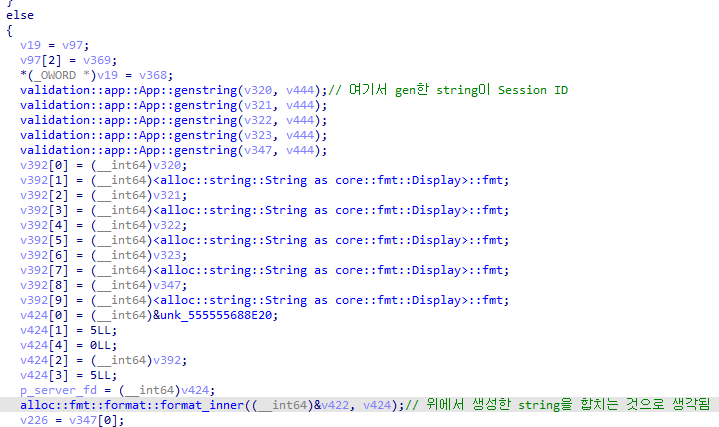 }
else
{
v19 = v97;
v97[2] = v369;
*(_OWORD *)v19 = v368;
validation::app::App::genstring(v320, v444);// 여기서 gen한 string이 Session ID
validation::app::App::genstring(v321, v444);
validation::app::App::genstring(v322, v444);
validation::app::App::genstring(v323, v444);
validation::app::App::genstring(v347, v444);
v392[0] = (__int64)v320;
v392[1] = (__int64)<alloc::string::String as core::fmt::Display>::fmt;
v392[2] = (__int64)v321;
v392[3] = (__int64)<alloc::string::String as core::fmt::Display>::fmt;
v392[4] = (__int64)v322;
v392[5] = (__int64)<alloc::string::String as core::fmt::Display>::fmt;
v392[6] = (__int64)v323;
v392[7] = (__int64)<alloc::string::String as core::fmt::Display>::fmt;
v392[8] = (__int64)v347;
v392[9] = (__int64)<alloc::string::String as core::fmt::Display>::fmt;
v424[0] = (__int64)&unk_555555688E20;
v424[1] = 5LL;
v424[4] = 0LL;
v424[2] = (__int64)v392;
v424[3] = 5LL;
p_server_fd = (__int64)v424;
alloc::fmt::format::format_inner((__int64)&v422, v424);// 위에서 생성한 string을 합치는 것으로 생각됨
v226 = v347[0];